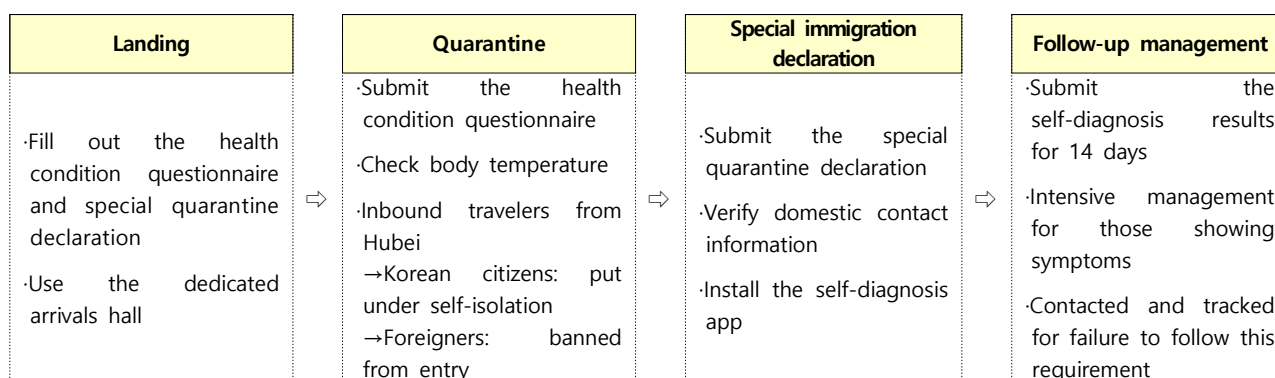 Landing
·Fill out the health
condition questionnaire
and special quarantine
declaration
·Use the dedicated
arrivals hall
⇨
Quarantine
·Submit the health
condition questionnaire
·Check body temperature
·Inbound travelers from
Hubei
→Korean citizens: put
under self-isolation
→Foreigners: banned
from entry
⇨
Special immigration
declaration
·Submit the special
quarantine declaration
·Verify domestic contact
information
·Install the self-diagnosis
app
⇨
Follow-up management
·Submit the
self-diagnosis results
for 14 days
·Intensive management
for those showing
symptoms
·Contacted and tracked
for failure to follow this
requirement